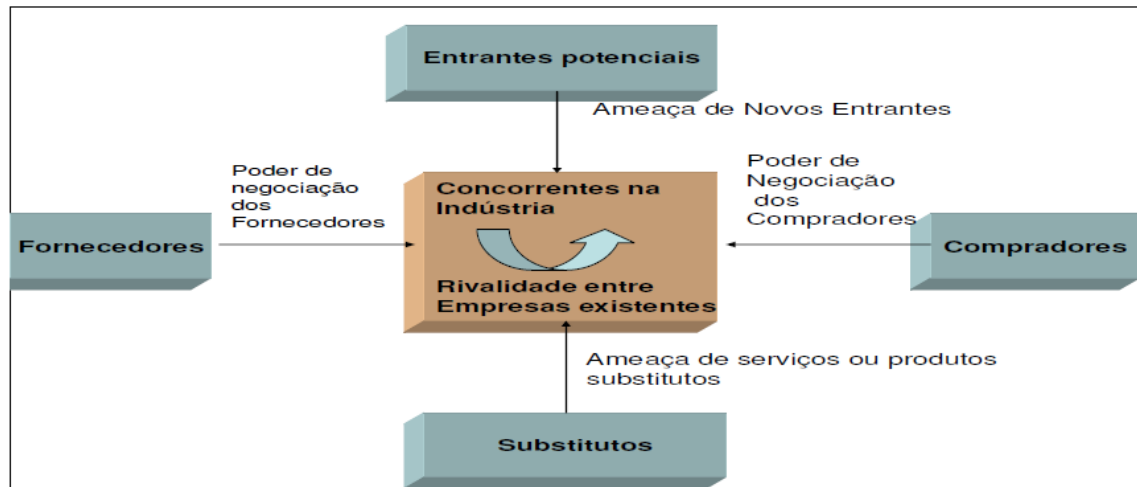 Entrantes potenciais
Ameaça de Novos Entrantes
Poder de
negociação
dos
Fornecedores
Fornecedores
Concorrentes na
Indústria
Rivalidade entre
Empresas existentes
Poder de
Negociação
dos
Compradores
Compradores
Ameaça de serviços ou produtos
substitutos
Substitutos